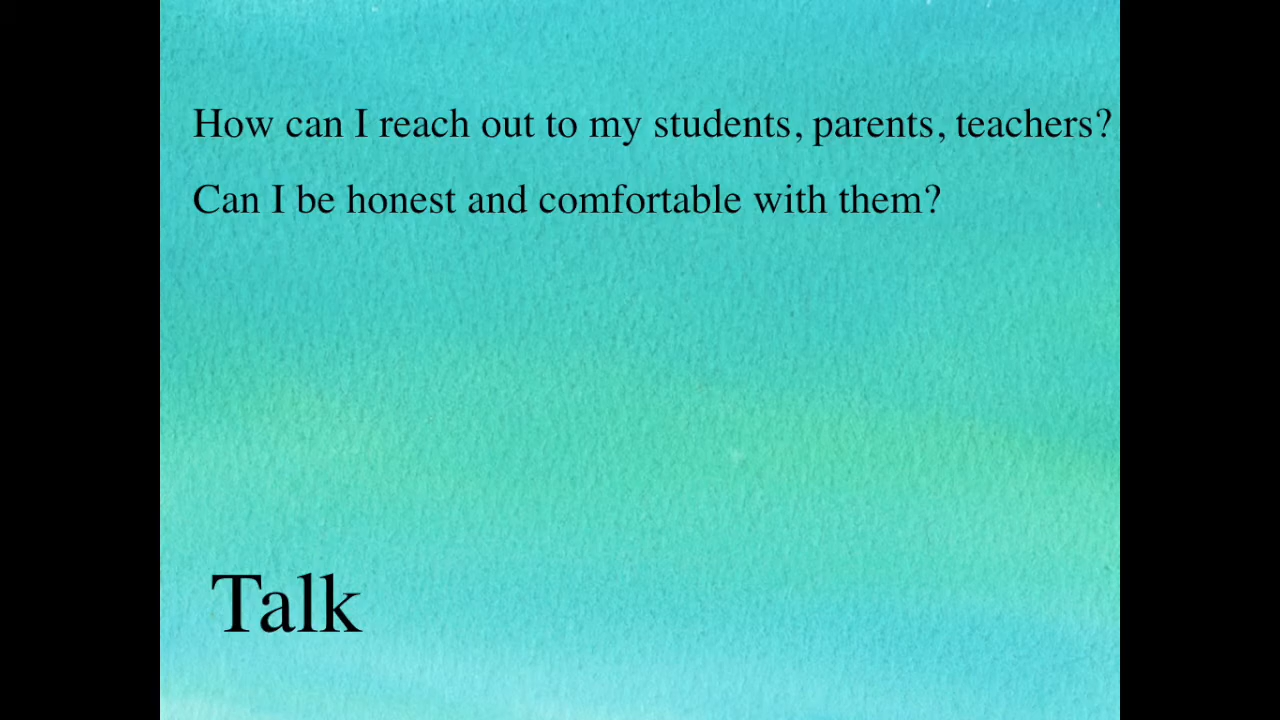 How can I reach out to my students, parents, teachers?
Can I be honest and comfortable with them?
Talk